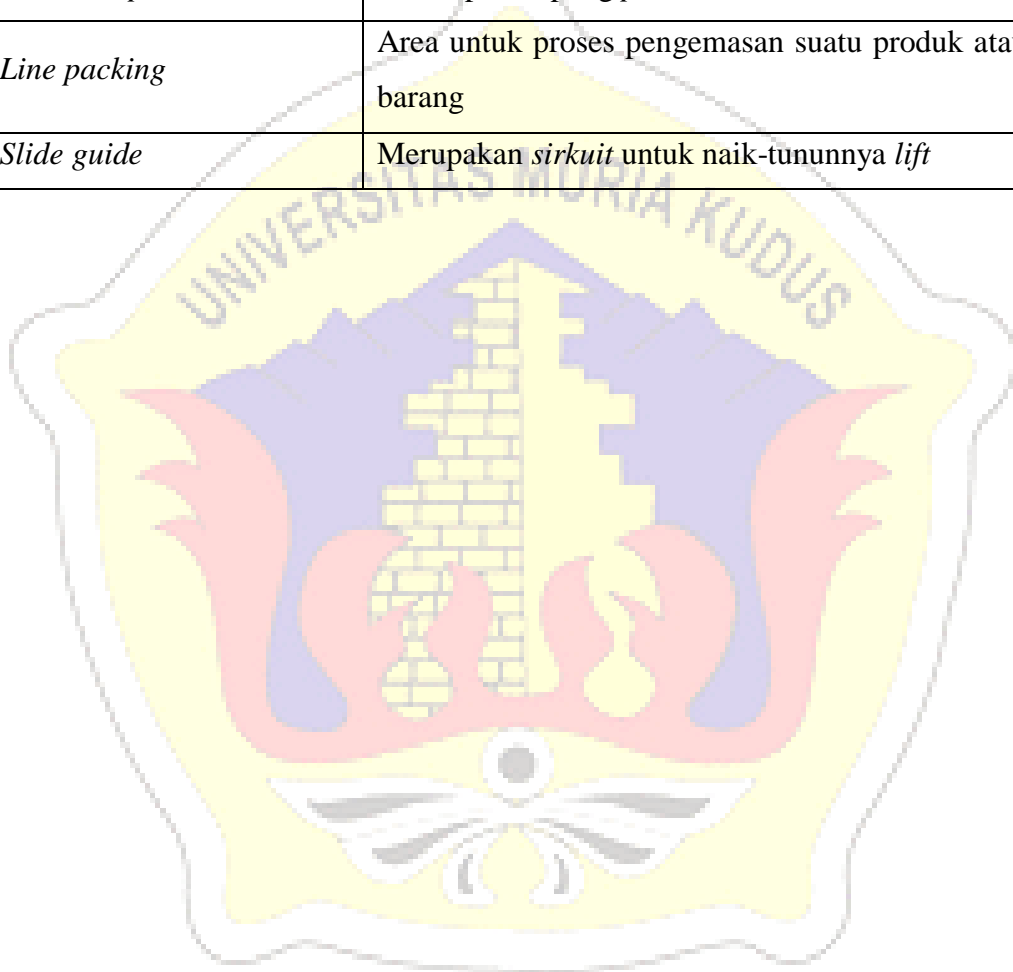 Line packing
Area untuk proses pengemasan suatu produk atau
barang
Slide guide
Merupakan sirkuit untuk naik-tununnya lift
UNIVERSITAS MURIA KUDUS